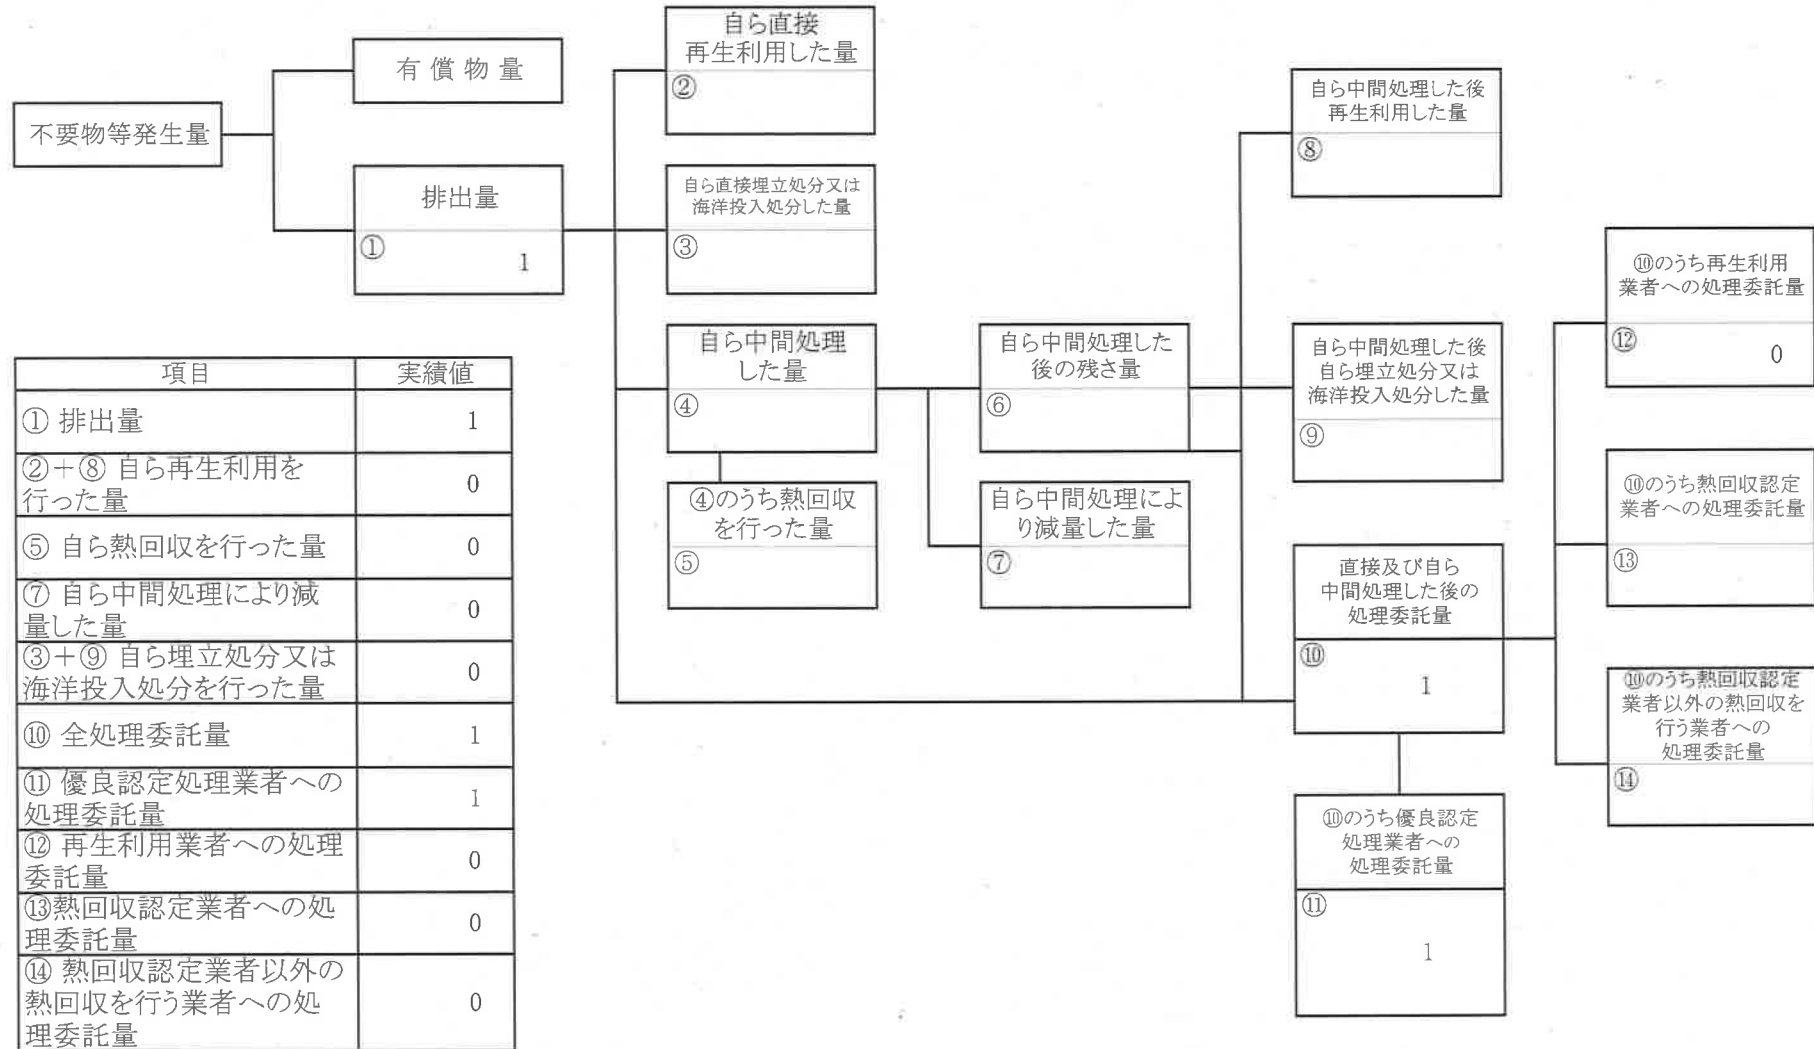 不要物等発生量
有償物量
排出量
①
1
自ら直接
再生利用した量
②
自ら直接埋立処分又は
海洋投入処分した量
③
自ら中間処理
した量
④
④のうち熱回収
を行った量
⑤
自ら中間処理した
後の残さ量
⑥
自ら中間処理によ
り減量した量
⑦
自ら中間処理した後
再生利用した量
⑧
自ら中間処理した後
自ら埋立処分又は
海洋投入処分した量
⑨
直接及び自ら
中間処理した後の
処理委託量
⑩
1
⑩のうち優良認定
処理業者への
処理委託量
⑪
1
⑩のうち再生利用
業者への処理委託量
⑫
0
⑩のうち熱回収認定
業者への処理委託量
⑬
⑩のうち熱回収認定
業者以外の熱回収を
行う業者への
処理委託量
⑭
項目 実績値
① 排出量 1
②+⑧ 自ら再生利用を
行った量 0
⑤ 自ら熱回収を行った量 0
⑦ 自ら中間処理により減
量した量 0
③+⑨ 自ら埋立処分又は
海洋投入処分を行った量 0
⑩ 全処理委託量 1
⑪ 優良認定処理業者への
処理委託量 1
⑫ 再生利用業者への処理
委託量 0
⑬熱回収認定業者への処
理委託量 0
⑭ 熱回収認定業者以外の
熱回収を行う業者への処
理委託量 0